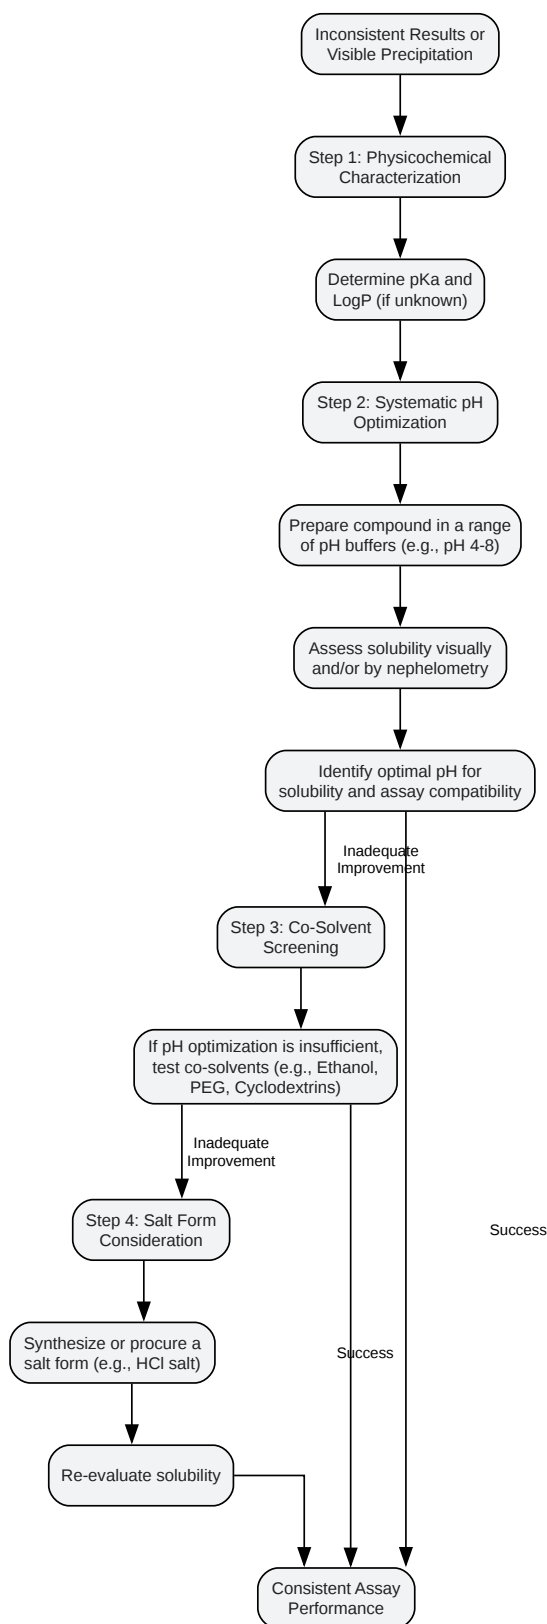 Inconsistent Results or
Visible Precipitation
Step 1: Physicochemical
Characterization
Determine pKa and
LogP (if unknown)
Step 2: Systematic pH
Optimization
Prepare compound in a range
of pH buffers (e.g., pH 4-8)
Assess solubility visually
and/or by nephelometry
Identify optimal pH for
solubility and assay compatibility
Inadequate
Improvement
Step 3: Co-Solvent
Screening
If pH optimization is insufficient,
test co-solvents (e.g., Ethanol,
PEG, Cyclodextrins)
Inadequate
Improvement
Step 4: Salt Form
Consideration
Success
Synthesize or procure a
salt form (e.g., HCl salt)
Success
Re-evaluate solubility
Consistent Assay
Performance